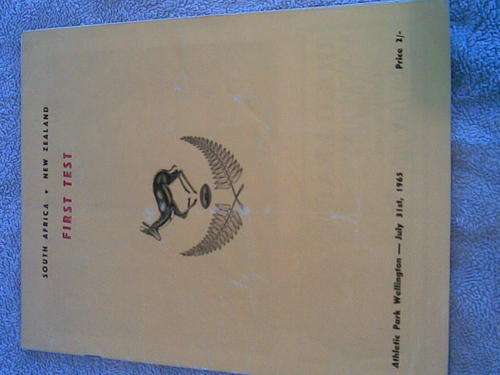 SOUTH AFRICA • NEW ZEALAND
FIRST TEST
Athletic Park Wellington — July 31st, 1965 Price 2/-